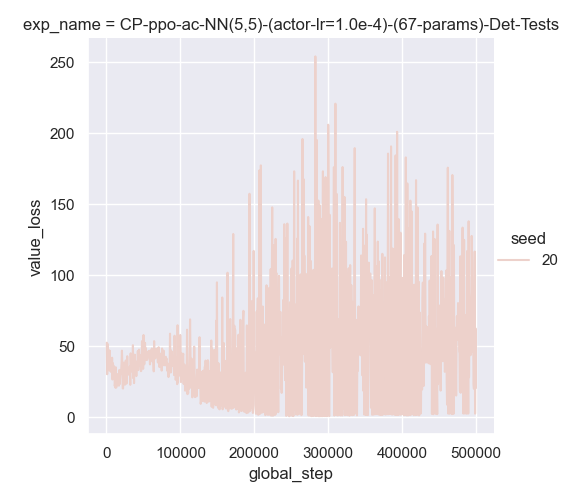 exp_name = CP-ppo-ac-NN(5,5)-(actor-lr=1.0e-4)-(67-params)-Det-Tests
250
200
150
100
50
0
value_loss
0 100000 200000 300000 400000 500000
global_step
seed
20